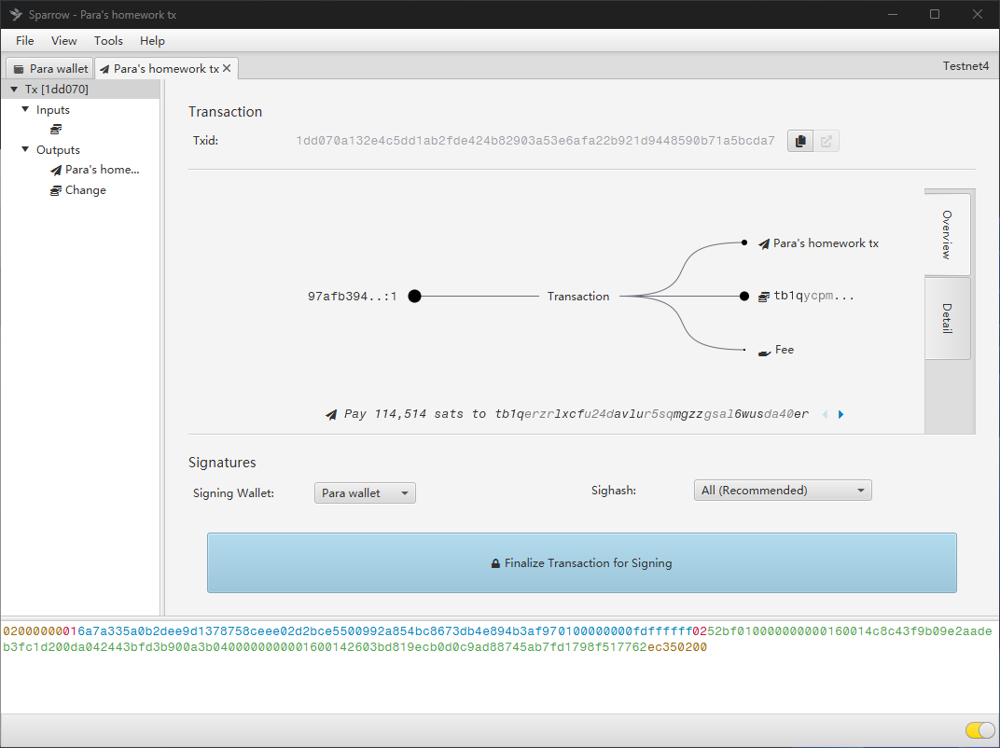 Sparrow - Para's homework tx
File View Tools Help
Para wallet
Para's homework tx
Testnet4
Tx [1dd070]
Inputs
Outputs
Para's home...
Change
Transaction
Txid: 1dd070a132e4c5dd1ab2fde424b82903a53e6afa22b921d9448590b71a5bcda7
Overview
Detail
Para's homework tx
97afb394..:1 Transaction tb1qycpm...
Fee
Pay 114,514 sats to tb1qerzrlxcfu24davlur5sqmgzzgsal6wusda40er
Signatures
Signing Wallet: Para wallet
Sighash: All (Recommended)
Finalize Transaction for Signing
02000000016a7a335a0b2dee9d1378758ceee02d2bce5500992a854bc8673db4e894b3af970100000000fdffffff0252bf010000000000160014c8c43f9b09e2aade
b3fc1d200da042443bfd3b900a3b0400000000001600142603bd819ecb0d0c9ad88745ab7fd1798f517762ec350200